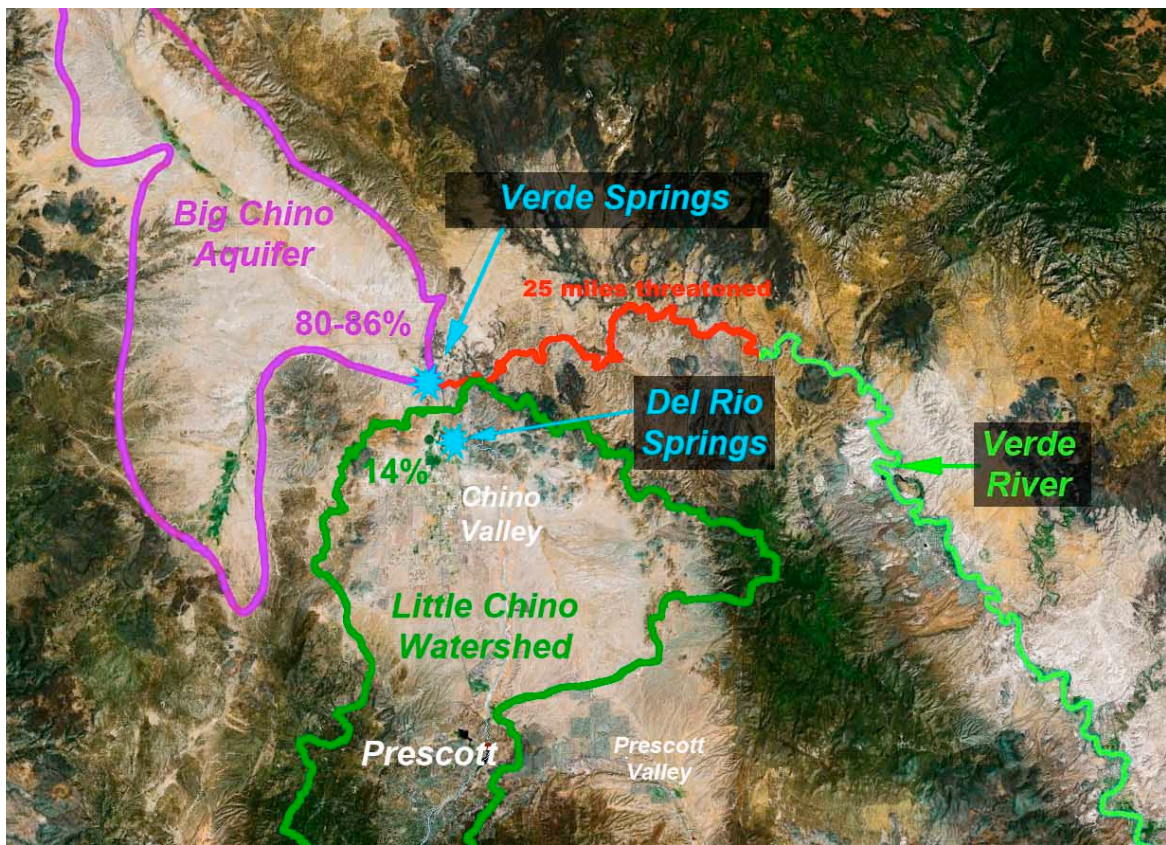 Verde Springs
Big Chino
Aquifer
25 miles threatoned
80-86%
Del Rio
Springs
Verde
River
14%
Chino
Valley
Little Chino
Watershed
Prescott
Prescott
Valley